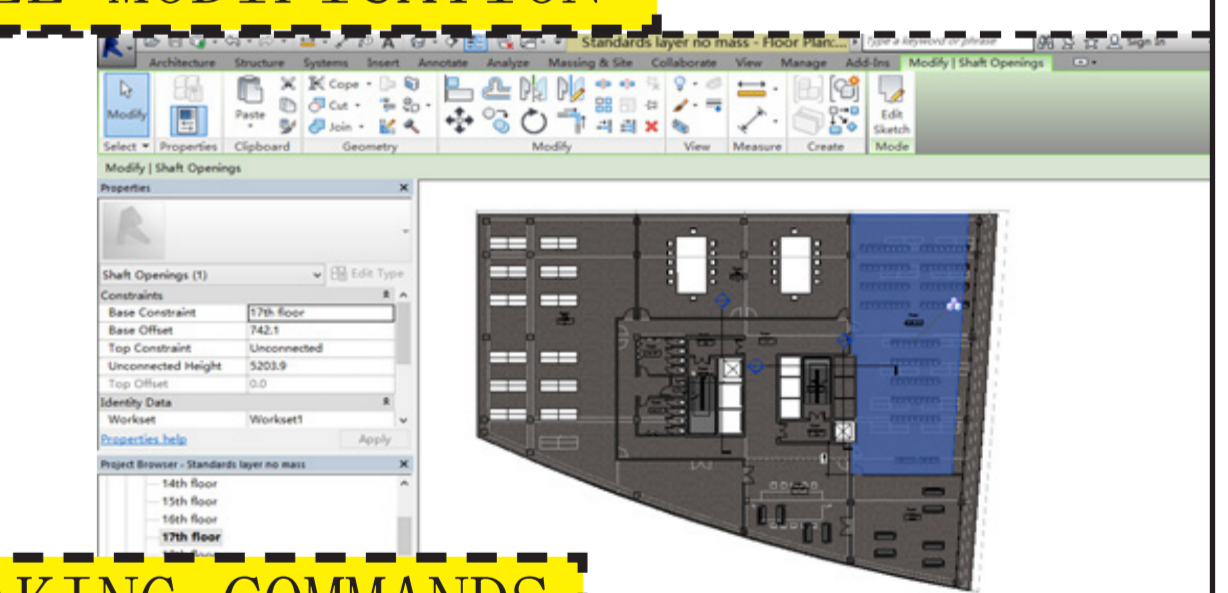 MODIFICATION
Standards layer no mass - Floor Plan:...
Type a keyword or phrase
Sign In
Architecture Structure Systems Insert Annotate Analyze Massing & Site Collaborate View Manage Add-Ins Modify | Shaft Openings
Modify
Paste
Cope
Cut
Join
Edit
Sketch
Select Properties Clipboard Geometry Modify View Measure Create Mode
Modify | Shaft Openings
Properties
Shaft Openings (1) Edit Type
Constraints
Base Constraint 17th floor
Base Offset 742.1
Top Constraint Unconnected
Unconnected Height 5203.9
Top Offset 0.0
Identity Data
Workset Workset1
Properties help Apply
Project Browser - Standards layer no mass
14th floor
15th floor
16th floor
17th floor
COMMANDS